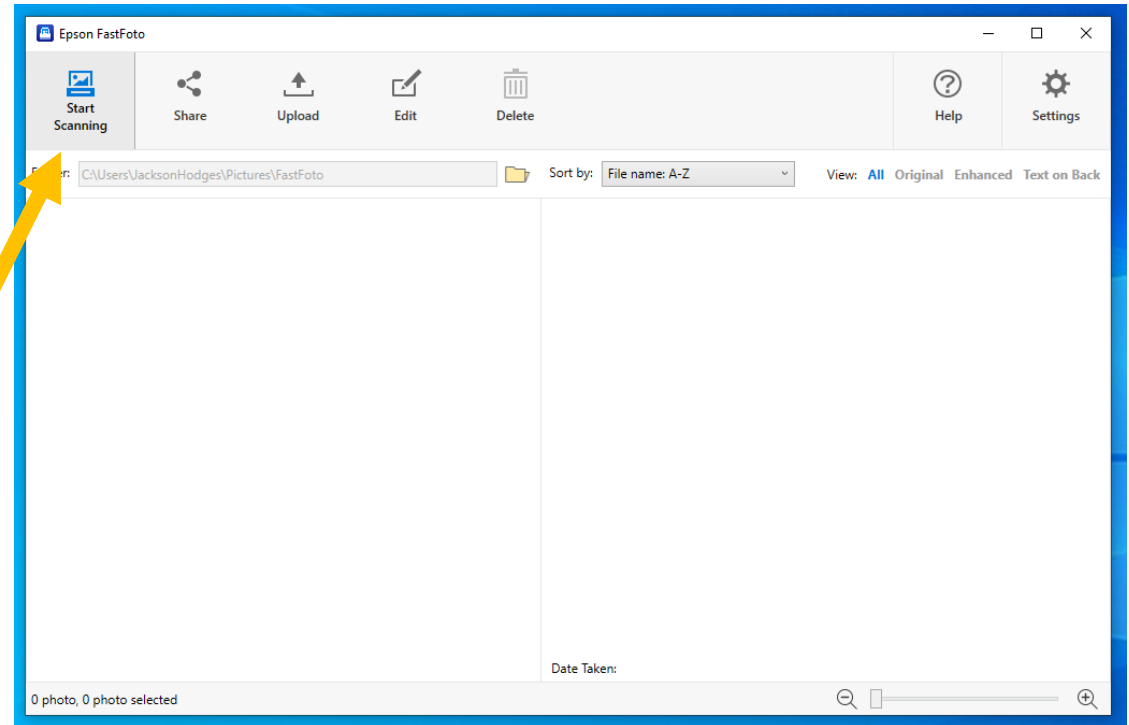 Epson FastFoto
Start Scanning
Share
Upload
Edit
Delete
Help
Settings
C:\Users\JacksonHodges\Pictures\FastFoto
Sort by: File name: A-Z
View: All Original Enhanced Text on Back
Date Taken:
0 photo, 0 photo selected